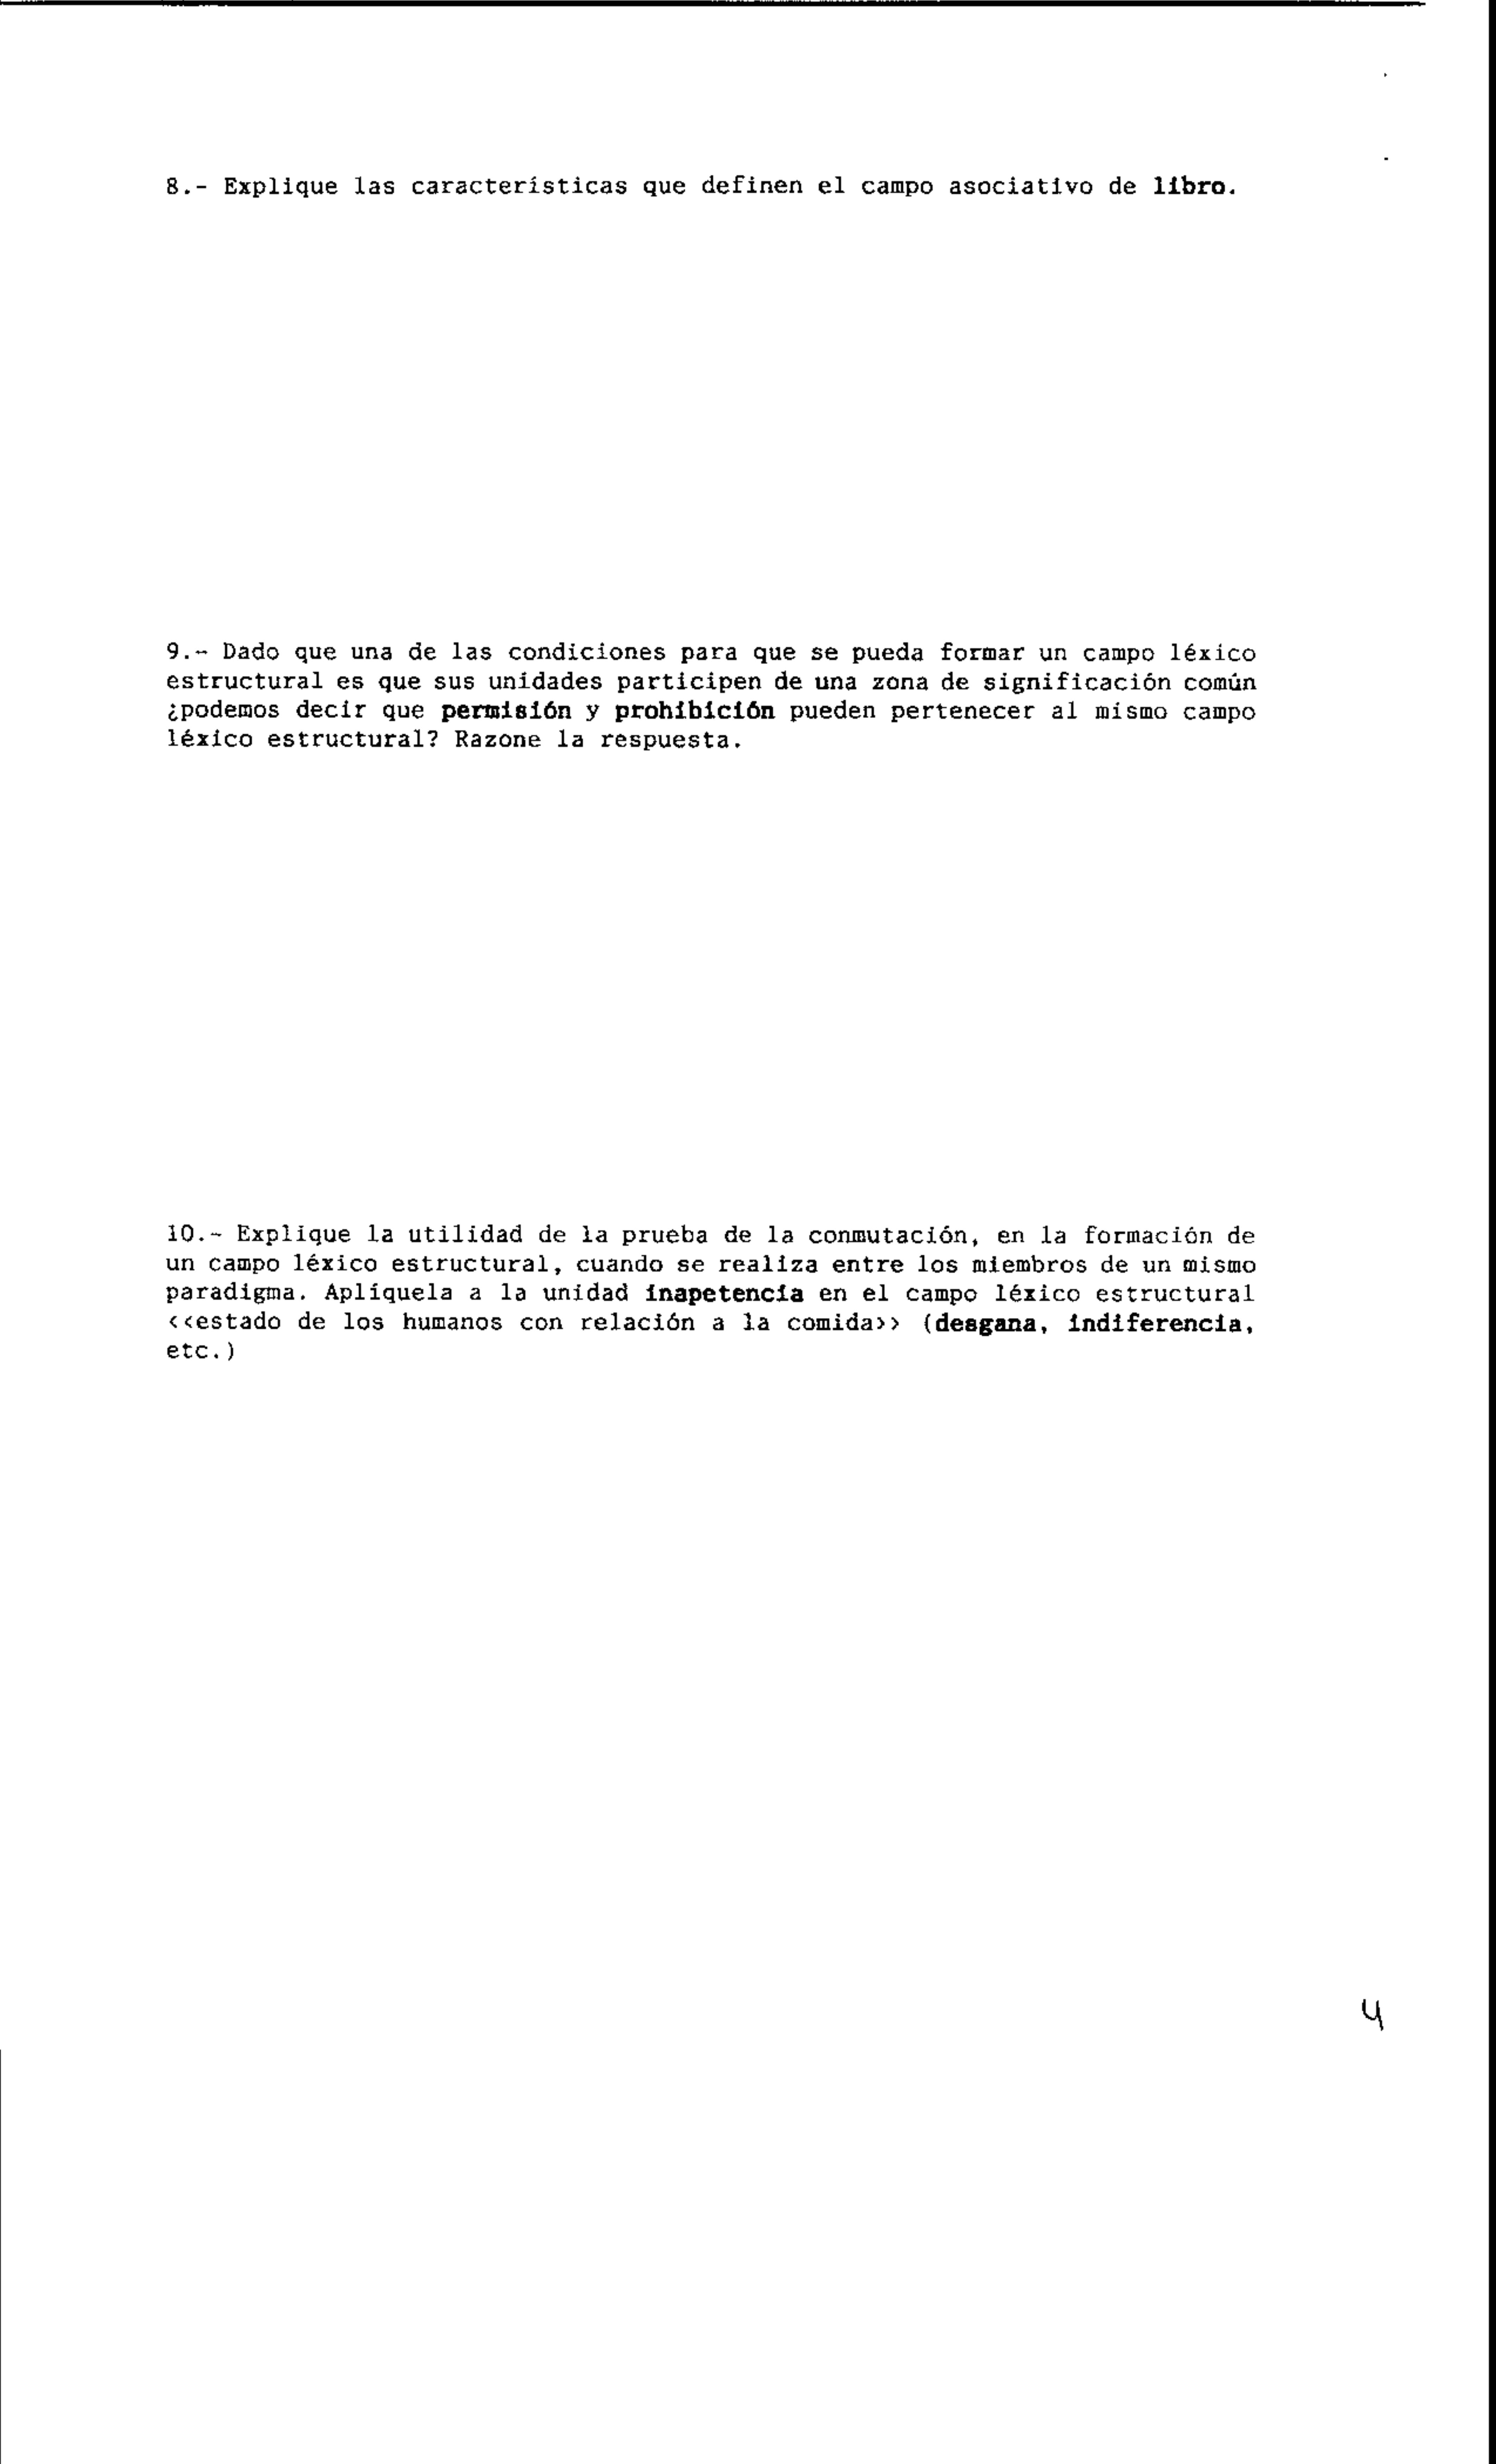 8.- Explique las características que definen el campo asociativo de libro.
9.- Dado que una de las condiciones para que se pueda formar un campo léxico
estructural es que sus unidades participen de una zona de significación común
¿podemos decir que permisión y prohibición pueden pertenecer al mismo campo
léxico estructural? Razone la respuesta.
10.- Explique la utilidad de la prueba de la conmutación, en la formación de
un campo léxico estructural, cuando se realiza entre los miembros de un mismo
paradigma. Aplíquela a la unidad inapetencia en el campo léxico estructural
<<estado de los humanos con relación a la comida>> (desgana, indiferencia,
etc.)
4